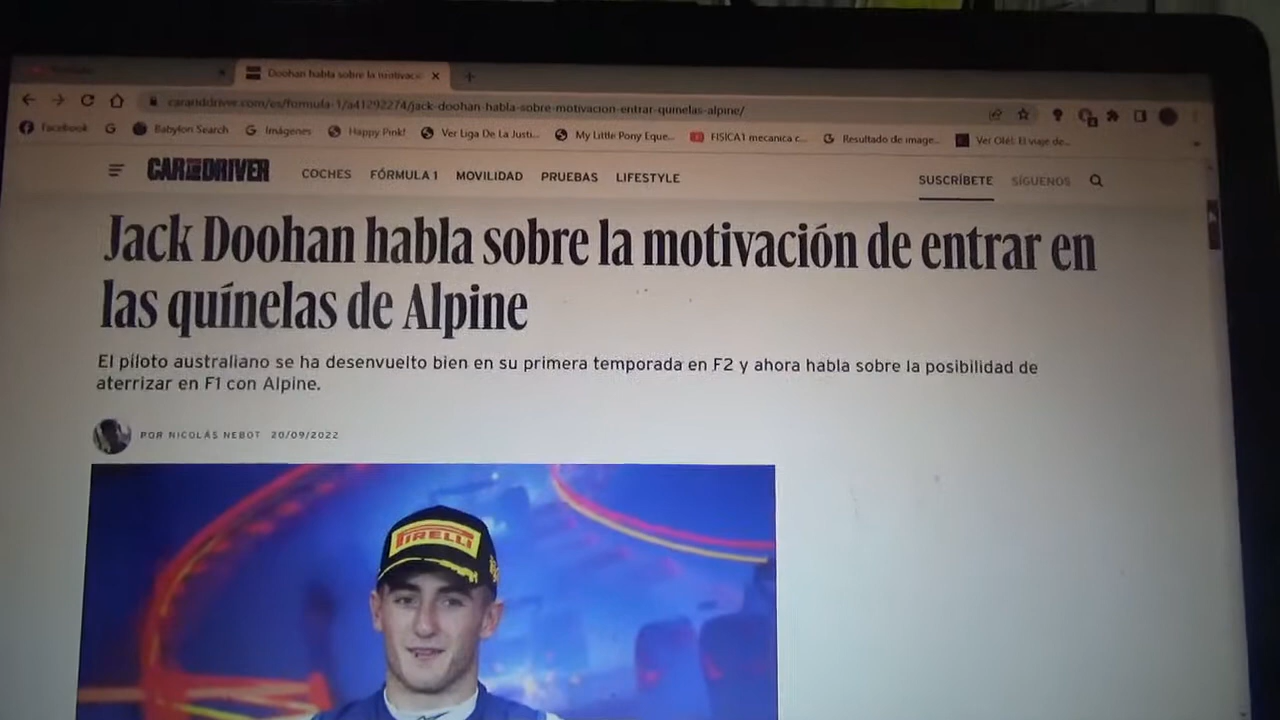 Doohan habla sobre la motivaci
caranddriver.com/es/formula-1/a41292274/jack-doohan-habla-sobre-motivacion-entrar-quinelas-alpine/
Facebook Babylon Search Imágenes Happy Pink! Ver Liga De La Justi... My Little Pony Eque... FISICA1 mecanica c... Resultado de image... Ver Olé! El viaje de...
CAR AND DRIVER COCHES FÓRMULA 1 MOVILIDAD PRUEBAS LIFESTYLE SUSCRÍBETE SÍGUENOS
Jack Doohan habla sobre la motivación de entrar en
las quínelas de Alpine
El piloto australiano se ha desenvuelto bien en su primera temporada en F2 y ahora habla sobre la posibilidad de
aterrizar en F1 con Alpine.
POR NICOLÁS NEBOT 20/09/2022
PIRELLI